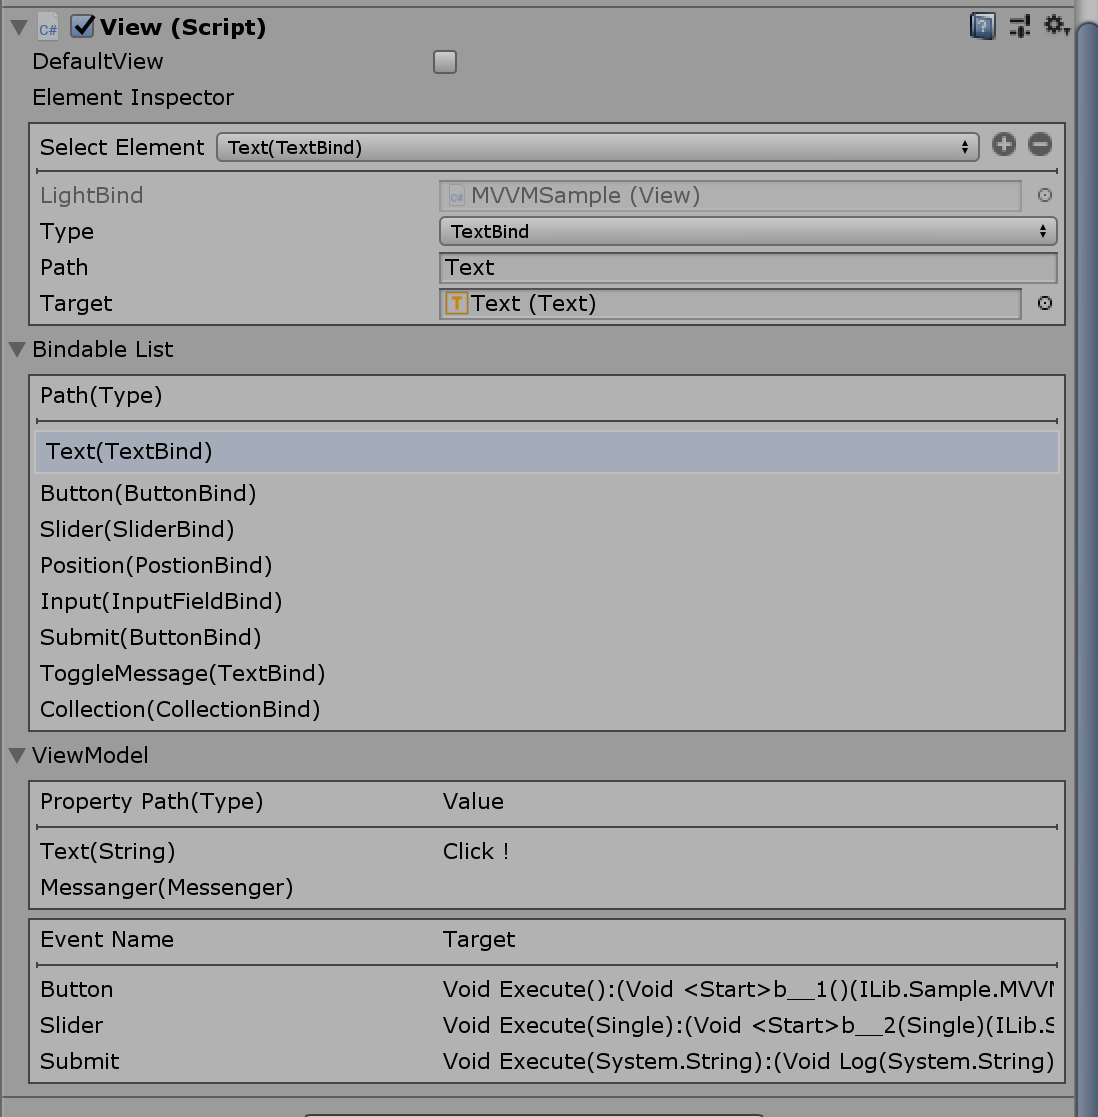 C# View (Script)
DefaultView
Element Inspector
Select Element Text(TextBind)
LightBind C# MVVMSample (View)
Type TextBind
Path Text
Target T Text (Text)
Bindable List
Path(Type)
Text(TextBind)
Button(ButtonBind)
Slider(SliderBind)
Position(PostionBind)
Input(InputFieldBind)
Submit(ButtonBind)
ToggleMessage(TextBind)
Collection(CollectionBind)
ViewModel
Property Path(Type) Value
Text(String) Click !
Messanger(Messenger)
Event Name Target
Button Void Execute():(Void <Start>b__1()(ILib.Sample.MVV
Slider Void Execute(Single):(Void <Start>b__2(Single)(ILib.S
Submit Void Execute(System.String):(Void Log(System.String)